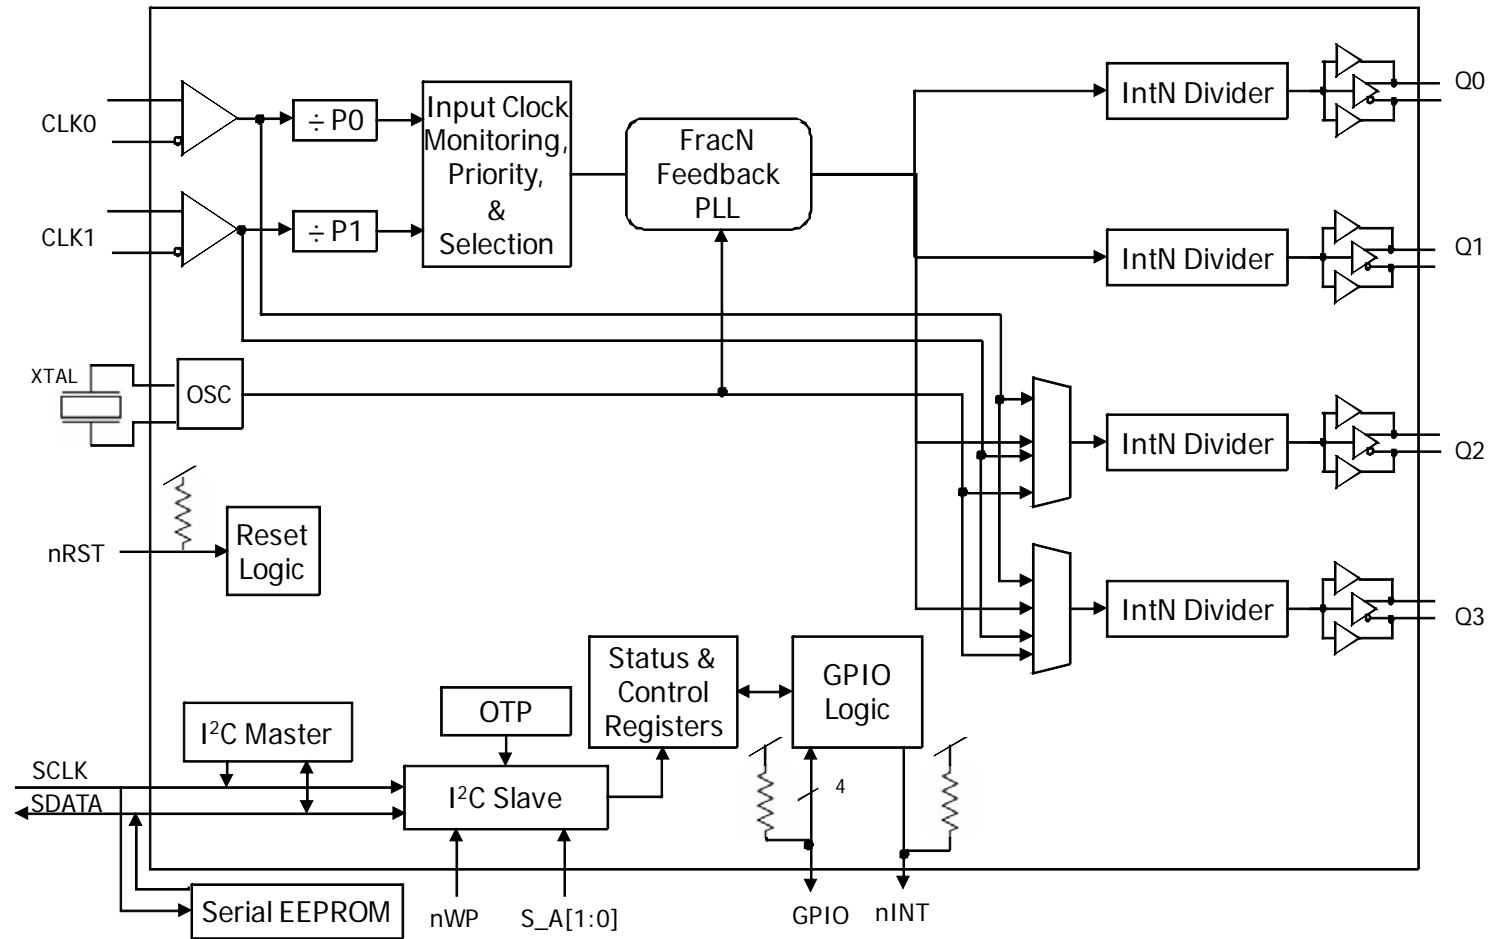 CLK0
÷ P0
Input Clock
Monitoring,
Priority,
&
Selection
FracN
Feedback
PLL
IntN Divider
Q0
CLK1
÷ P1
IntN Divider
Q1
XTAL
OSC
IntN Divider
Q2
nRST
Reset
Logic
IntN Divider
Q3
Status &
Control
Registers
GPIO
Logic
OTP
I²C Master
SCLK
SDATA
I²C Slave
4
Serial EEPROM
nWP
S_A[1:0]
GPIO
nINT